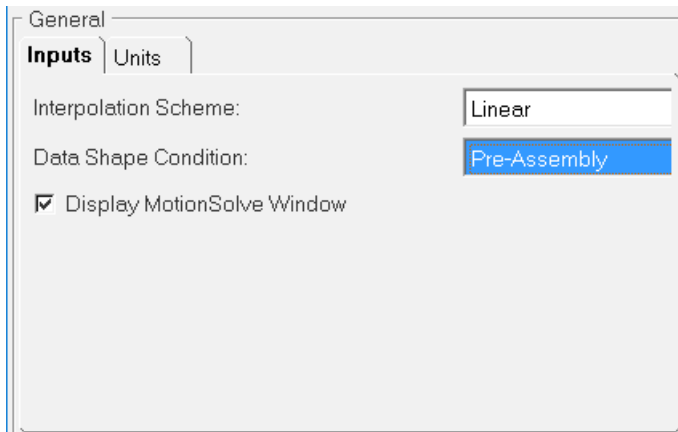 General
Inputs Units
Interpolation Scheme: Linear
Data Shape Condition: Pre-Assembly
Display MotionSolve Window